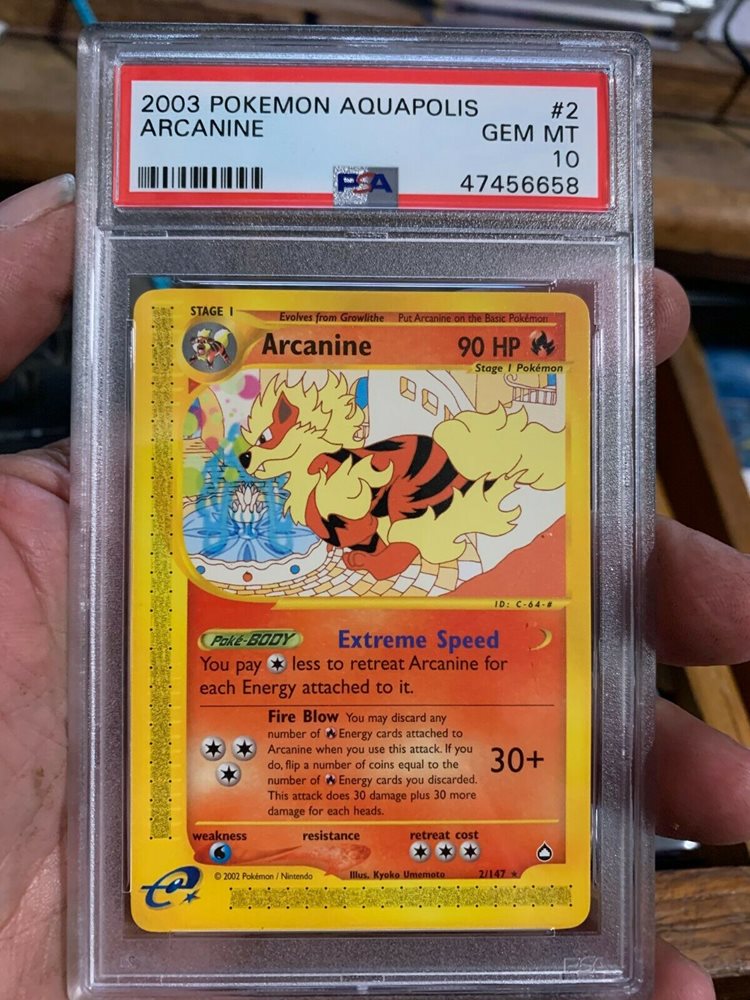 2003 POKEMON AQUAPOLIS #2
ARCANINE GEM MT
10
PSA 47456658
STAGE 1 Evolves from Growlithe Put Arcanine on the Basic Pokémon
Arcanine 90 HP
Stage 1 Pokémon
ID: C-64-#
Poké-BODY Extreme Speed
You pay less to retreat Arcanine for
each Energy attached to it.
Fire Blow You may discard any
number of Energy cards attached to
Arcanine when you use this attack. If you
do, flip a number of coins equal to the
number of Energy cards you discarded.
This attack does 30 damage plus 30 more
damage for each heads.
30+
weakness resistance retreat cost
© 2002 Pokémon / Nintendo Illus. Kyoko Umemoto 2/147 ★
e
PSA